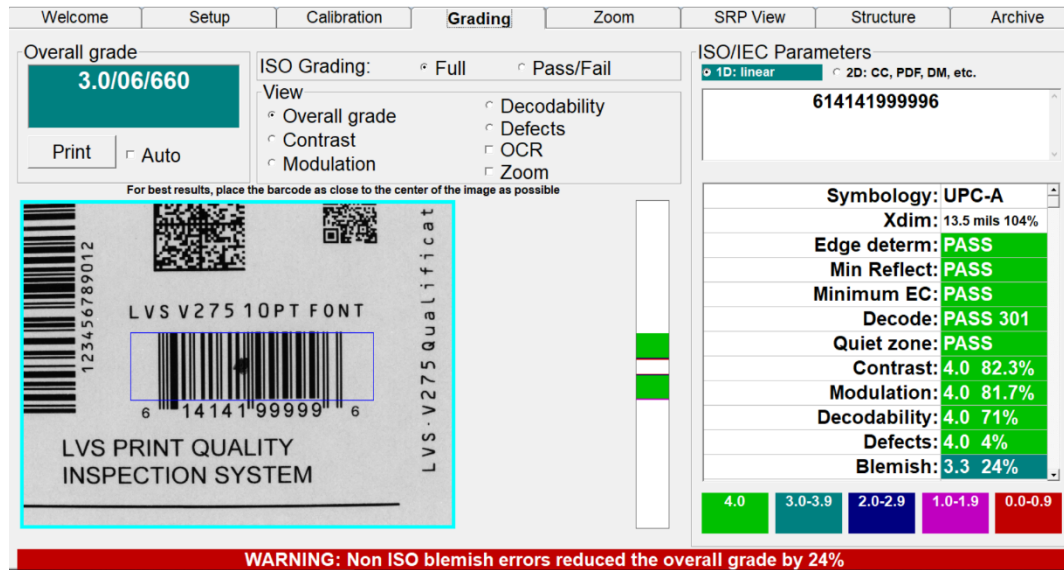 Welcome
Setup
Calibration
Grading
Zoom
SRP View
Structure
Archive
Overall grade
3.0/06/660
Print
Auto
ISO Grading:
Full
Pass/Fail
View
Overall grade
Contrast
Modulation
Decodability
Defects
OCR
Zoom
ISO/IEC Parameters
1D: linear
2D: CC, PDF, DM, etc.
614141999996
For best results, place the barcode as close to the center of the image as possible
123456789012
LVS V275 10PT FONT
6 14141 99999 6
LVS PRINT QUALITY
INSPECTION SYSTEM
LVS-V275 Qualificat
Symbology: UPC-A
Xdim: 13.5 mils 104%
Edge determ: PASS
Min Reflect: PASS
Minimum EC: PASS
Decode: PASS 301
Quiet zone: PASS
Contrast: 4.0 82.3%
Modulation: 4.0 81.7%
Decodability: 4.0 71%
Defects: 4.0 4%
Blemish: 3.3 24%
4.0
3.0-3.9
2.0-2.9
1.0-1.9
0.0-0.9
WARNING: Non ISO blemish errors reduced the overall grade by 24%